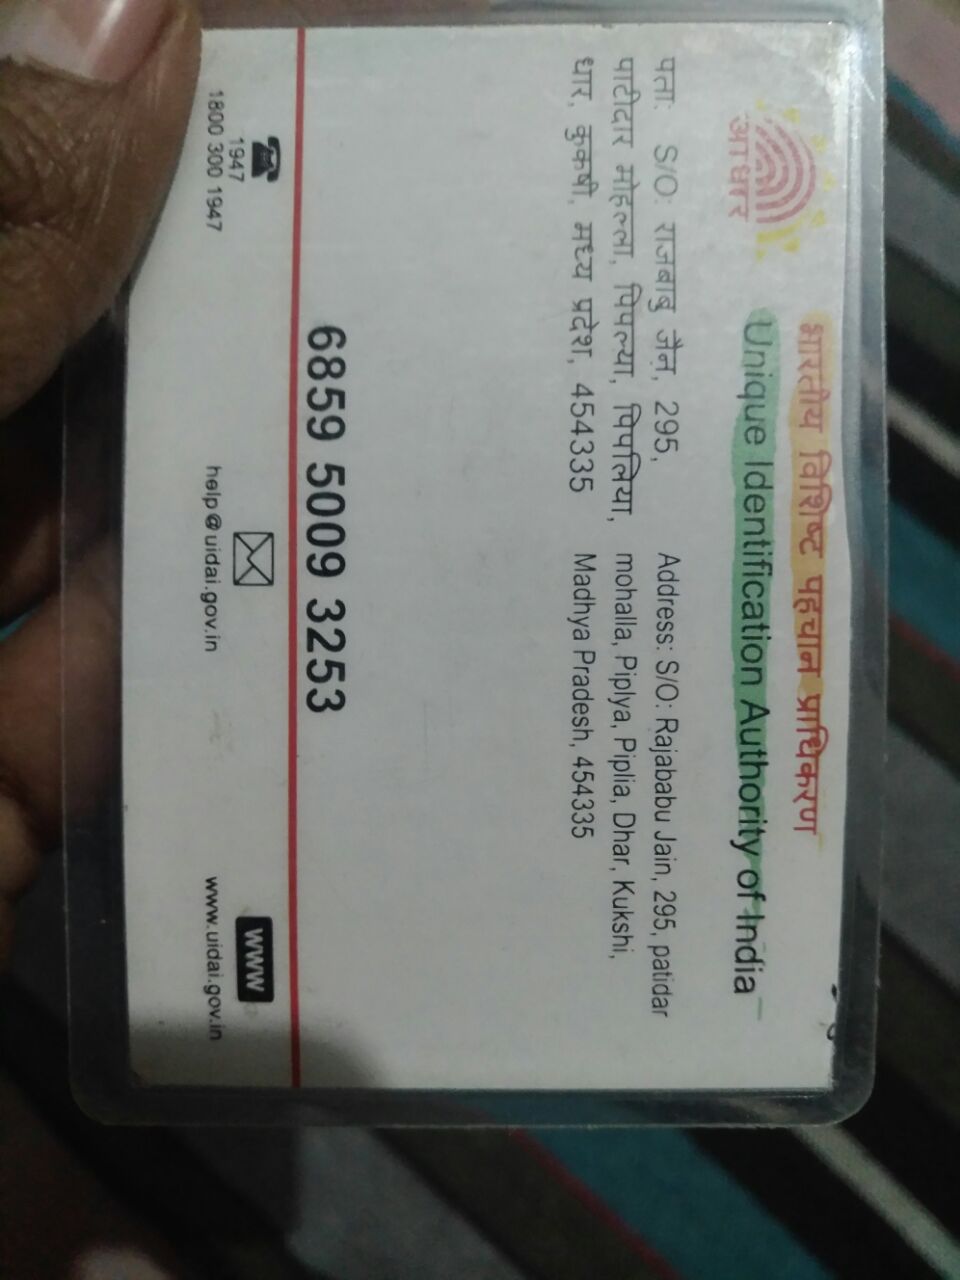 आधार
भारतीय विशिष्ट पहचान प्राधिकरण
Unique Identification Authority of India
पता: S/O: राजबाबु जैन, 295,
पाटीदार मोहल्ला, पिपल्या, पिपलिया,
धार, कुक्षी, मध्य प्रदेश, 454335
Address: S/O: Rajababu Jain, 295, patidar
mohalla, Piplya, Piplia, Dhar, Kukshi,
Madhya Pradesh, 454335
6859 5009 3253
1947
1800 300 1947
help@uidai.gov.in
www
www.uidai.gov.in